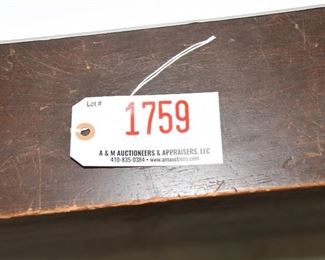 Lot #
1759
A & M AUCTIONEERS & APPRAISERS, LLC
410-835-0384 • www.amauctions.com